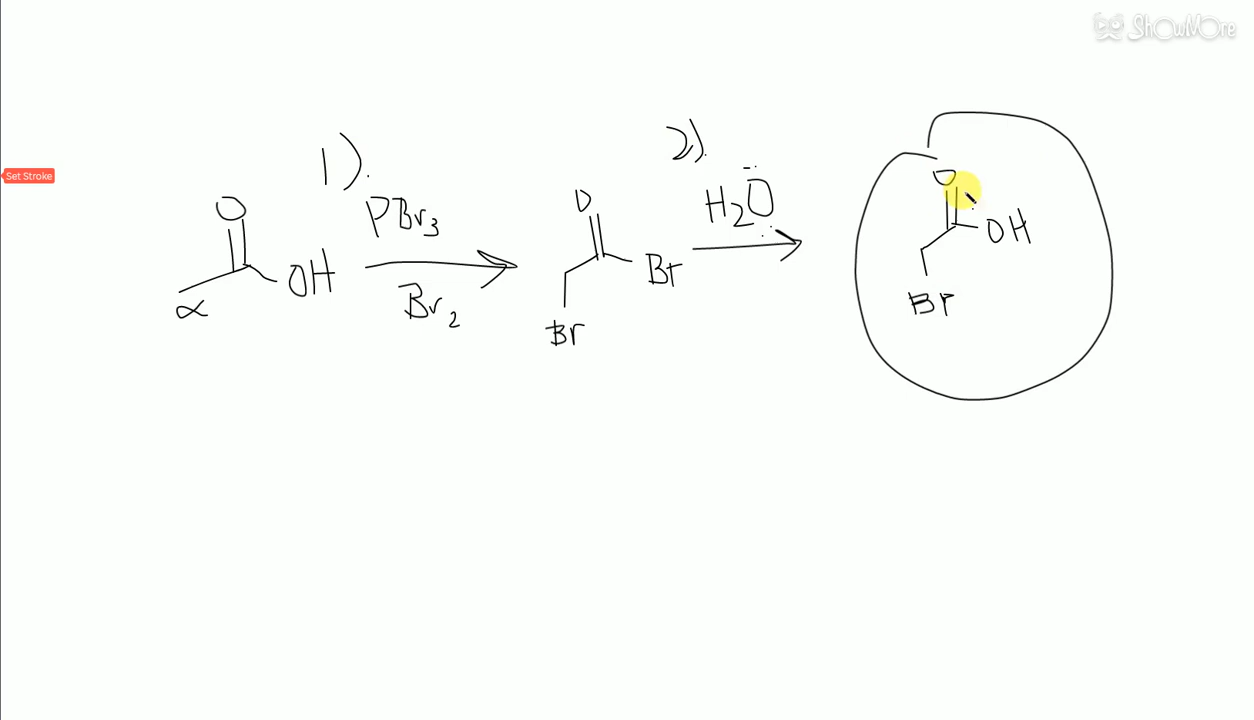 ShowMore
Set Stroke
1).
PBr3
Br2
O
OH
α
O
Br
Br
2).
H2O
O
OH
Br